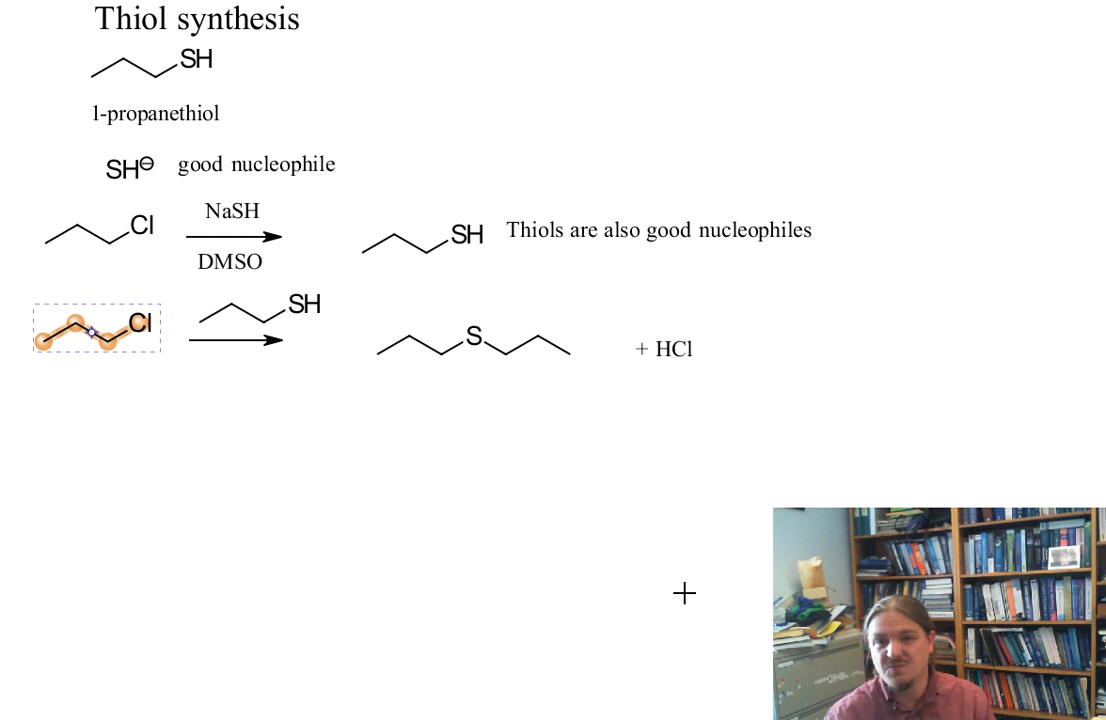 Thiol synthesis
SH
1-propanethiol
SH⊖ good nucleophile
Cl NaSH SH Thiols are also good nucleophiles
DMSO
Cl SH S + HCl
+